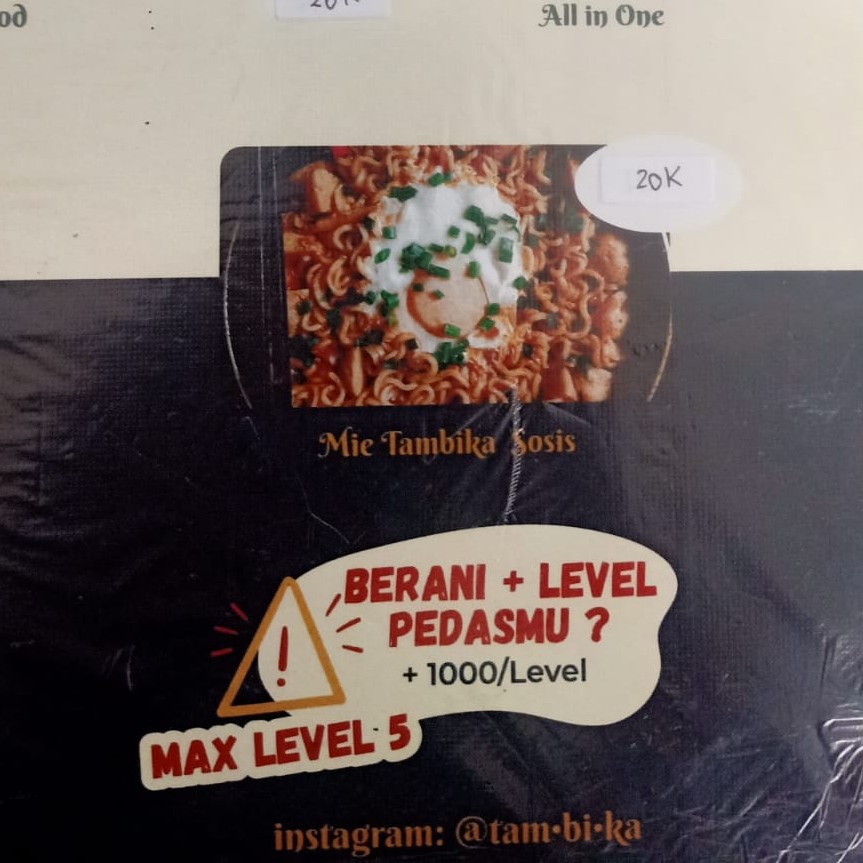 All in One
20K
Mie Tambika Sosis
BERANI + LEVEL
PEDASMU ?
+ 1000/Level
!
MAX LEVEL 5
instagram: @tam•bi•ka